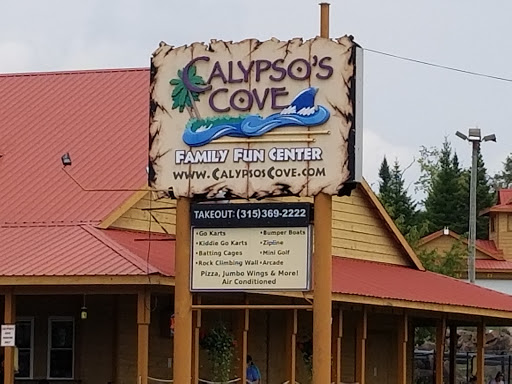 CALYPSO'S
COVE
FAMILY FUN CENTER
WWW.CALYPSOSCOVE.COM
TAKEOUT: (315)369-2222
•Go Karts •Bumper Boats
•Kiddie Go Karts •Zipline
•Batting Cages •Mini Golf
•Rock Climbing Wall •Arcade
Pizza, Jumbo Wings & More!
Air Conditioned